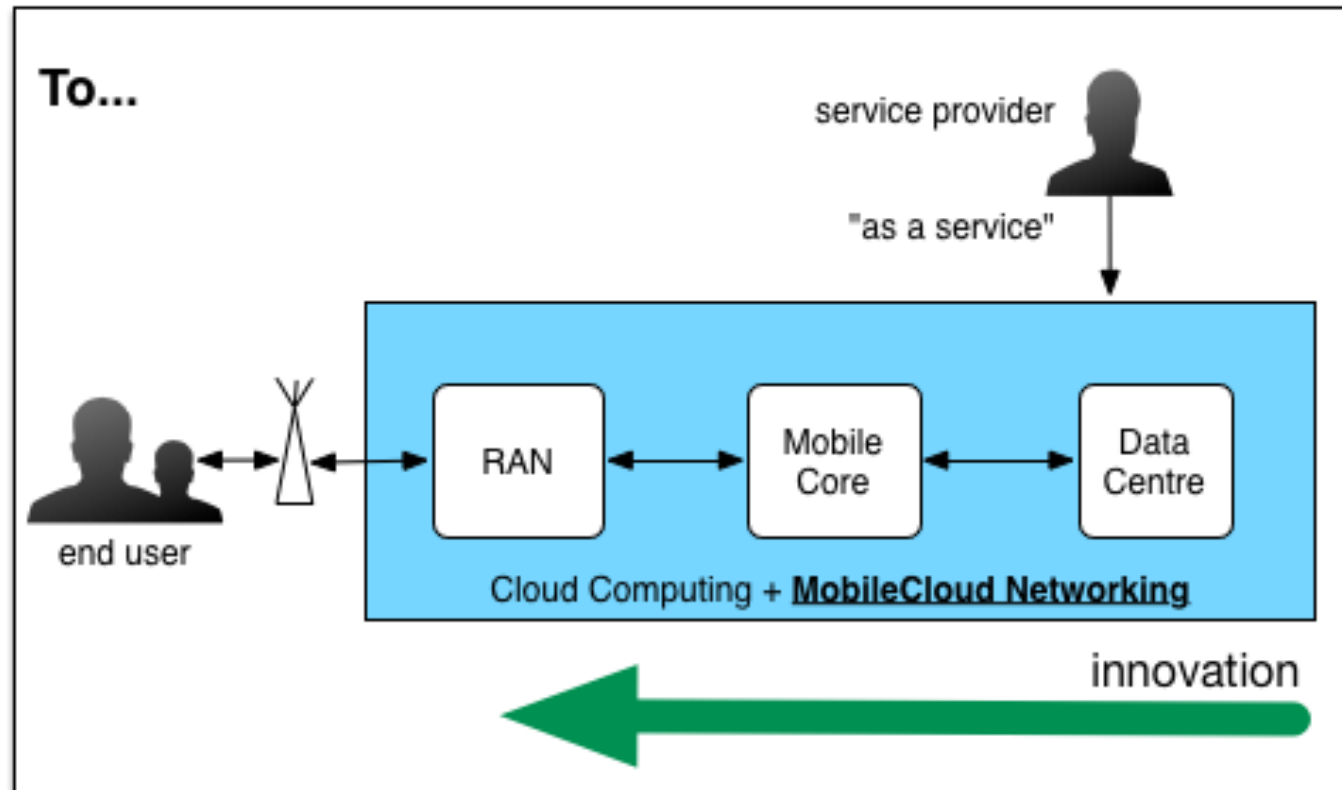 To...
service provider
"as a service"
RAN
Mobile
Core
Data
Centre
end user
Cloud Computing + MobileCloud Networking
innovation